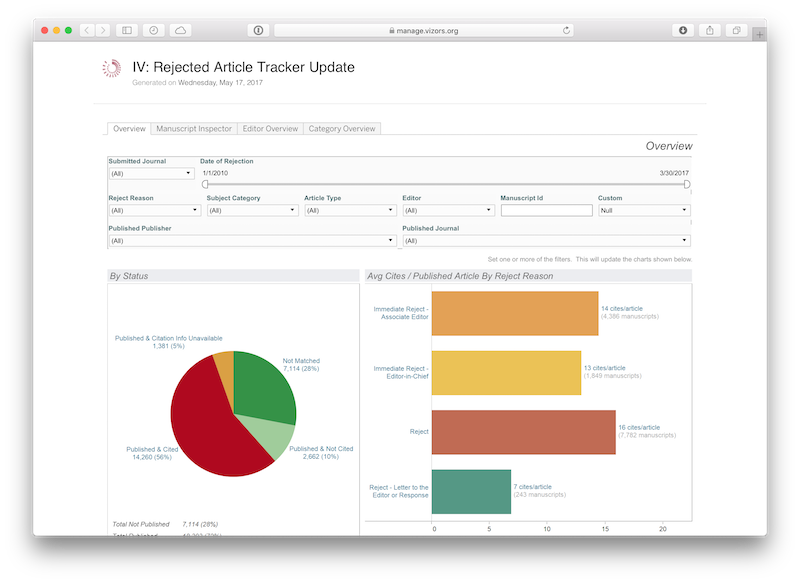 manage.vizors.org
IV: Rejected Article Tracker Update
Generated on Wednesday, May 17, 2017
Overview Manuscript Inspector Editor Overview Category Overview
Overview
Submitted Journal Date of Rejection
(All) 1/1/2010 3/30/2017
Reject Reason Subject Category Article Type Editor Manuscript Id Custom
(All) (All) (All) (All) Null
Published Publisher Published Journal
(All) (All)
Set one or more of the filters. This will update the charts shown below.
By Status
Published & Citation Info Unavailable
1,381 (5%)
Not Matched
7,114 (28%)
Published & Cited
14,260 (56%)
Published & Not Cited
2,662 (10%)
Total Not Published 7,114 (28%)
Avg Cites / Published Article By Reject Reason
Immediate Reject -
Associate Editor
14 cites/article
(4,386 manuscripts)
Immediate Reject -
Editor-in-Chief
13 cites/article
(1,849 manuscripts)
Reject
16 cites/article
(7,782 manuscripts)
Reject - Letter to the
Editor or Response
7 cites/article
(243 manuscripts)
0 5 10 15 20